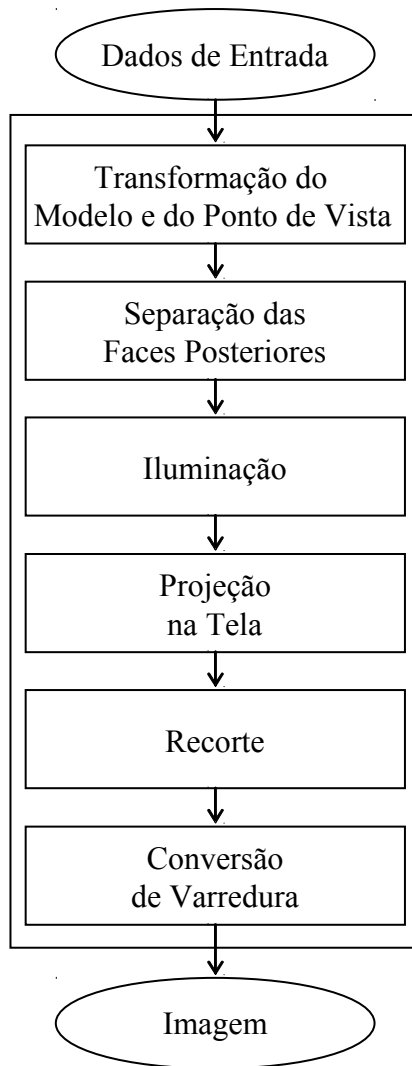 Dados de Entrada
Transformação do
Modelo e do Ponto de Vista
Separação das
Faces Posteriores
Iluminação
Projeção
na Tela
Recorte
Conversão
de Varredura
Imagem